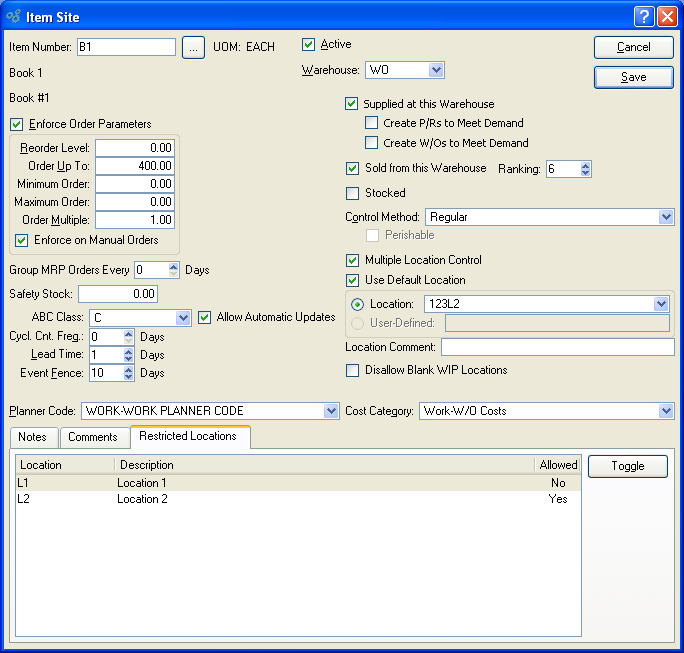 Item Site
Item Number: B1 ... UOM: EACH
Active
Cancel
Warehouse: WO
Save
Book 1
Book #1
Supplied at this Warehouse
Create P/Rs to Meet Demand
Create W/Os to Meet Demand
Enforce Order Parameters
Reorder Level: 0.00
Order Up To: 400.00
Minimum Order: 0.00
Maximum Order: 0.00
Order Multiple: 1.00
Enforce on Manual Orders
Sold from this Warehouse Ranking: 6
Stocked
Control Method: Regular
Perishable
Group MRP Orders Every 0 Days
Safety Stock: 0.00
ABC Class: C Allow Automatic Updates
Cycl. Cnt. Freq.: 0 Days
Lead Time: 1 Days
Event Fence: 10 Days
Multiple Location Control
Use Default Location
Location: 123L2
User-Defined:
Location Comment:
Disallow Blank WIP Locations
Planner Code: WORK-WORK PLANNER CODE Cost Category: Work-W/O Costs
Notes Comments Restricted Locations
Location Description Allowed
Toggle
L1 Location 1 No
L2 Location 2 Yes